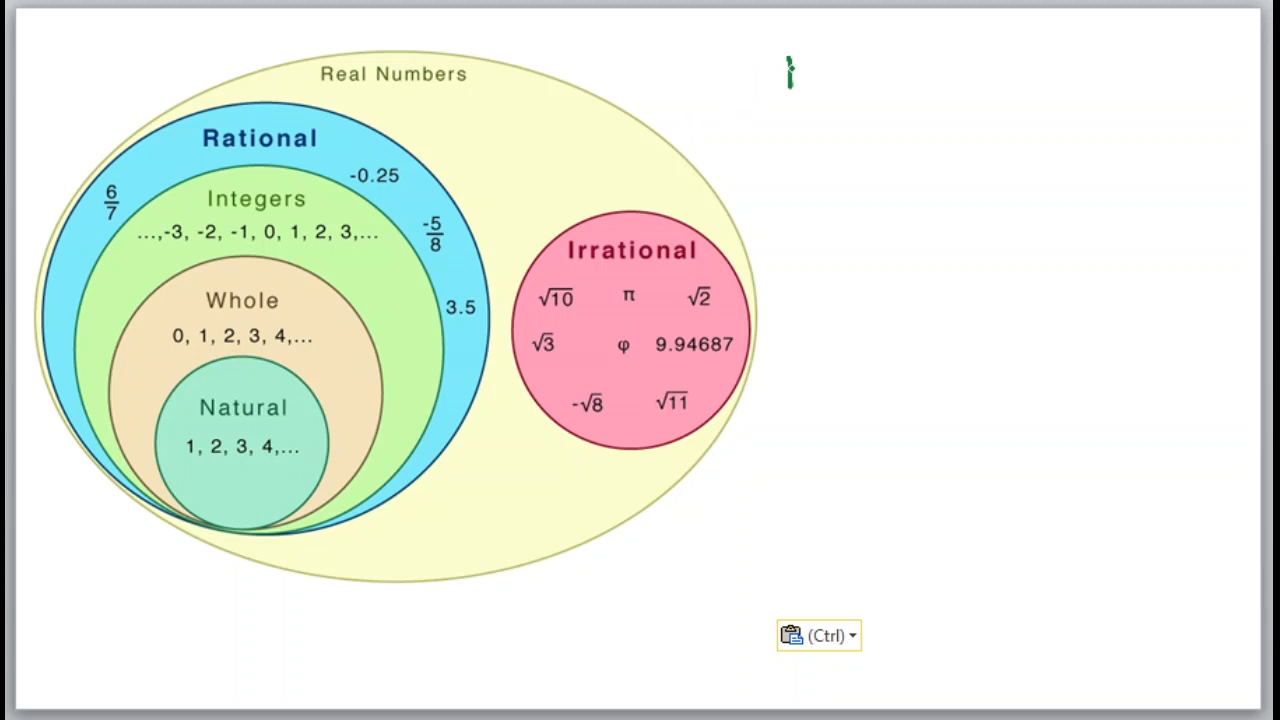 Real Numbers
Rational
-0.25
6/7
Integers
-5/8
…,-3, -2, -1, 0, 1, 2, 3,…
Irrational
Whole
√10 π √2
3.5
0, 1, 2, 3, 4,…
√3 φ 9.94687
Natural
-√8 √11
1, 2, 3, 4,…
(Ctrl)